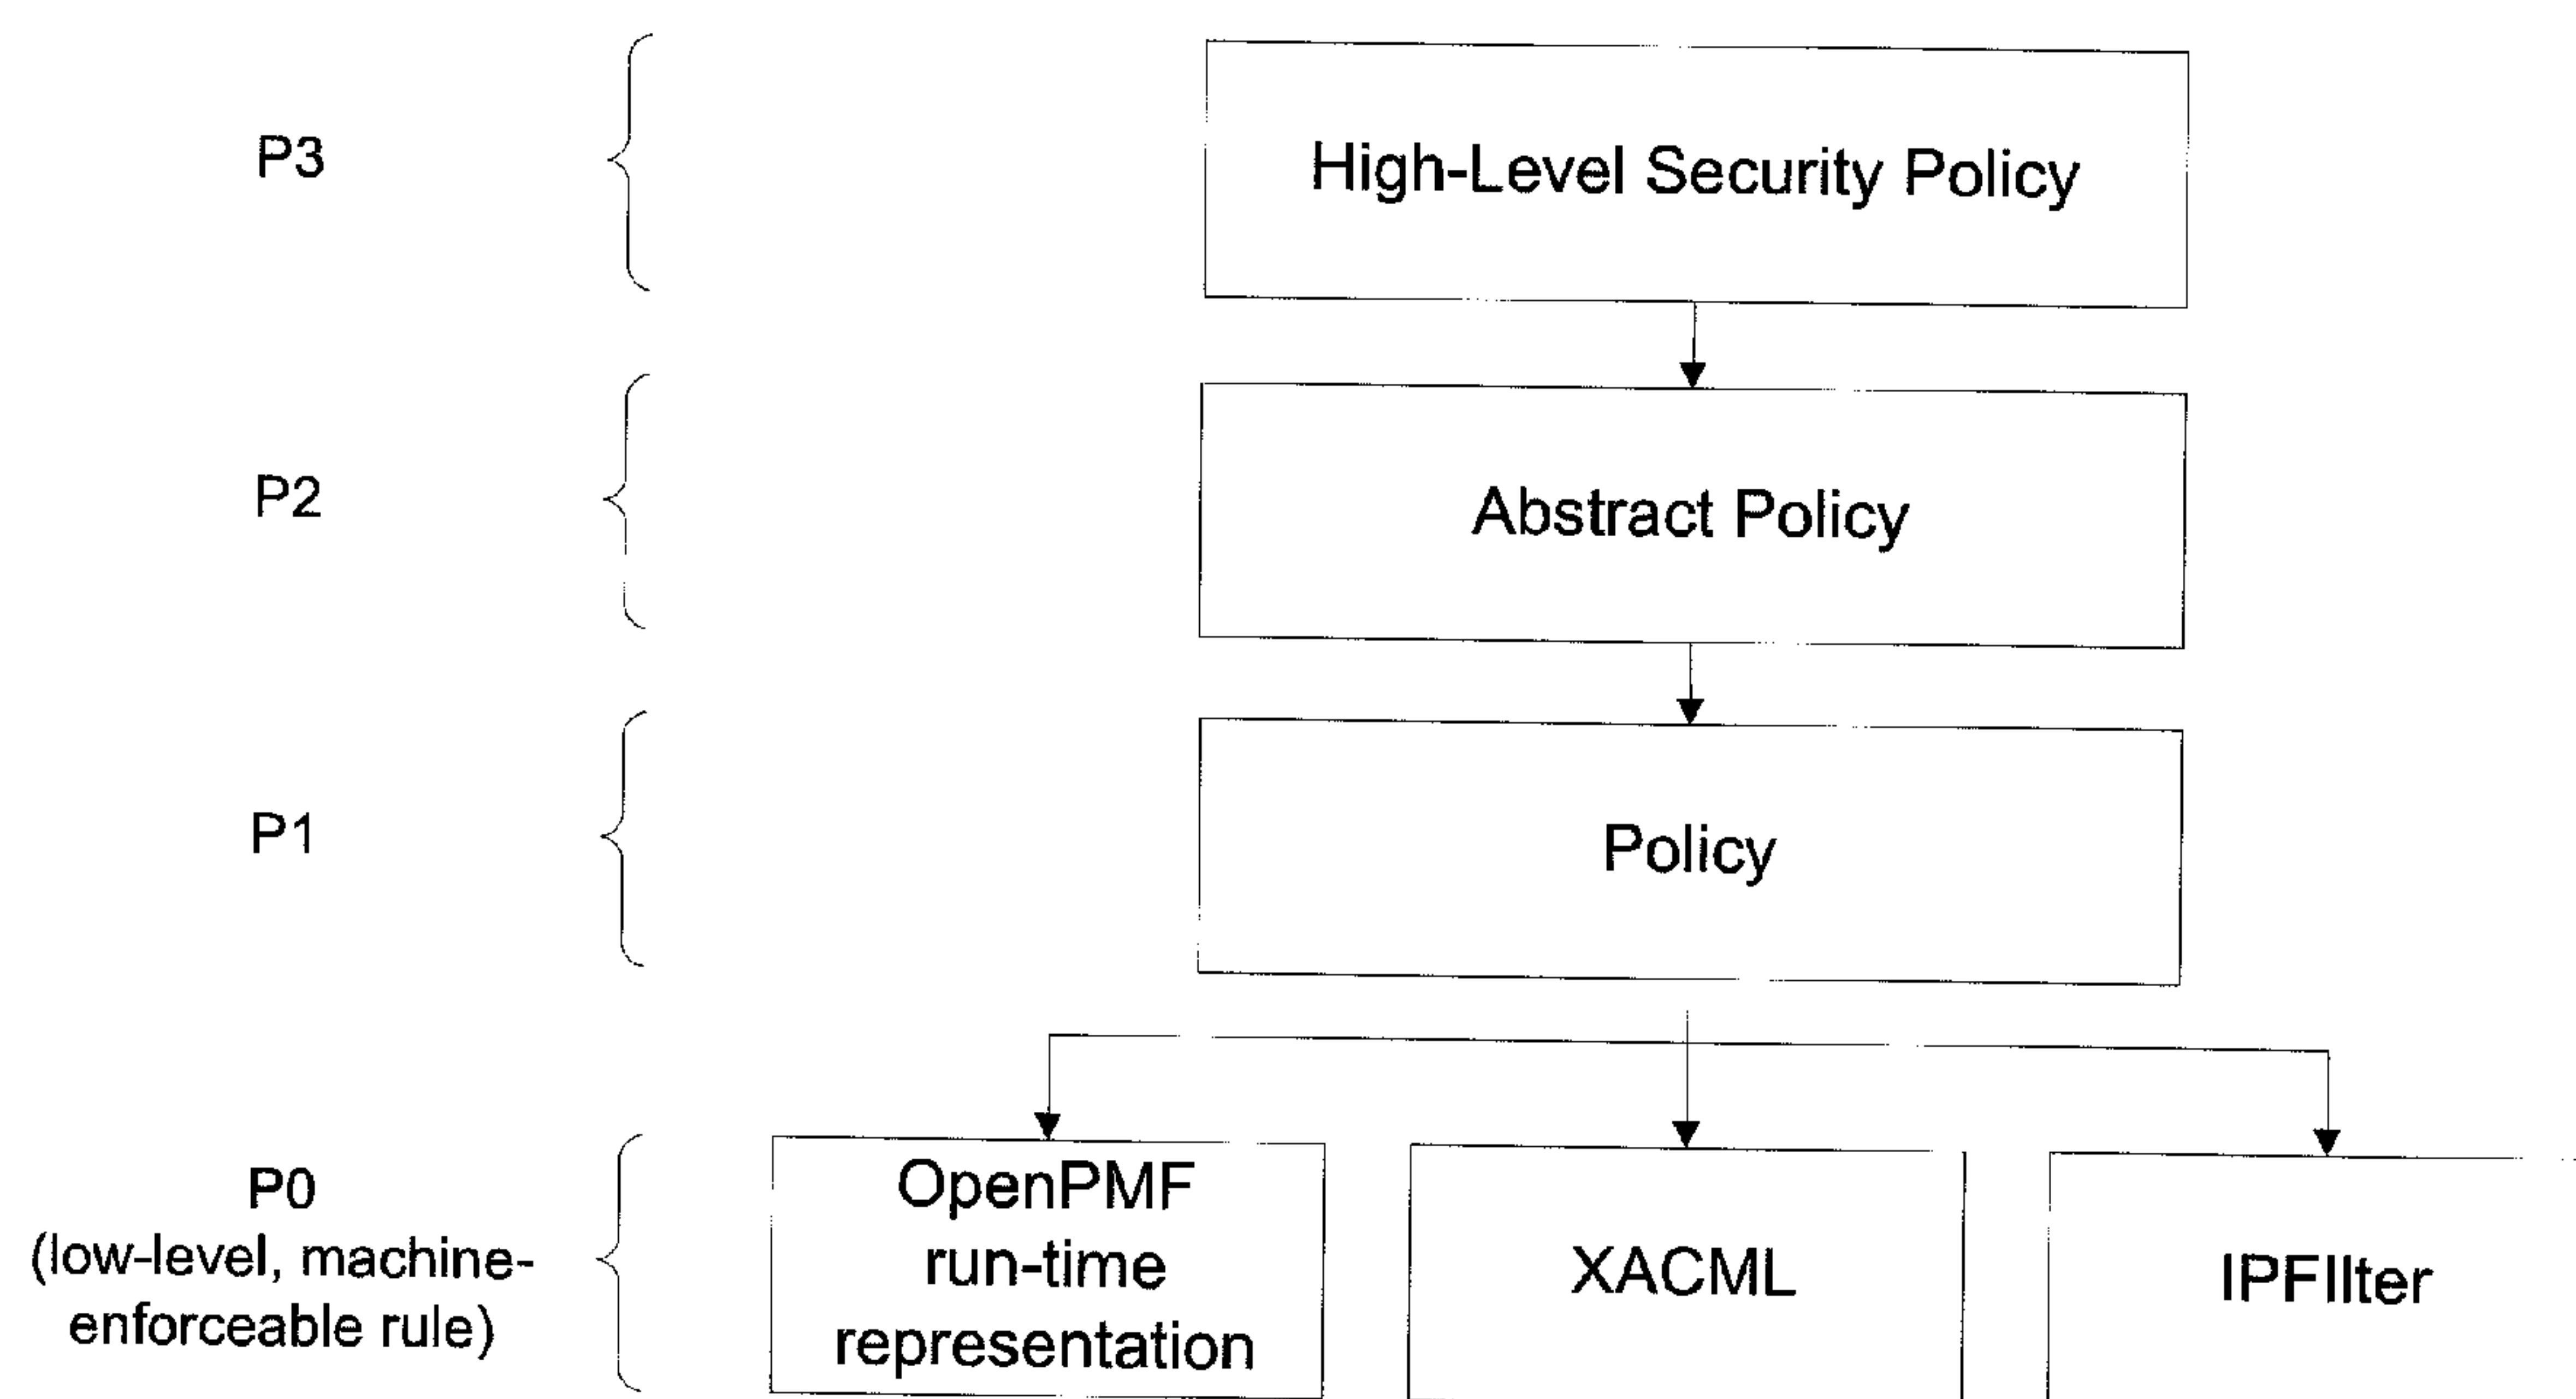 P3
High-Level Security Policy
P2
Abstract Policy
P1
Policy
P0
(low-level, machine-
enforceable rule)
OpenPMF
run-time
representation
XACML
IPFIlter